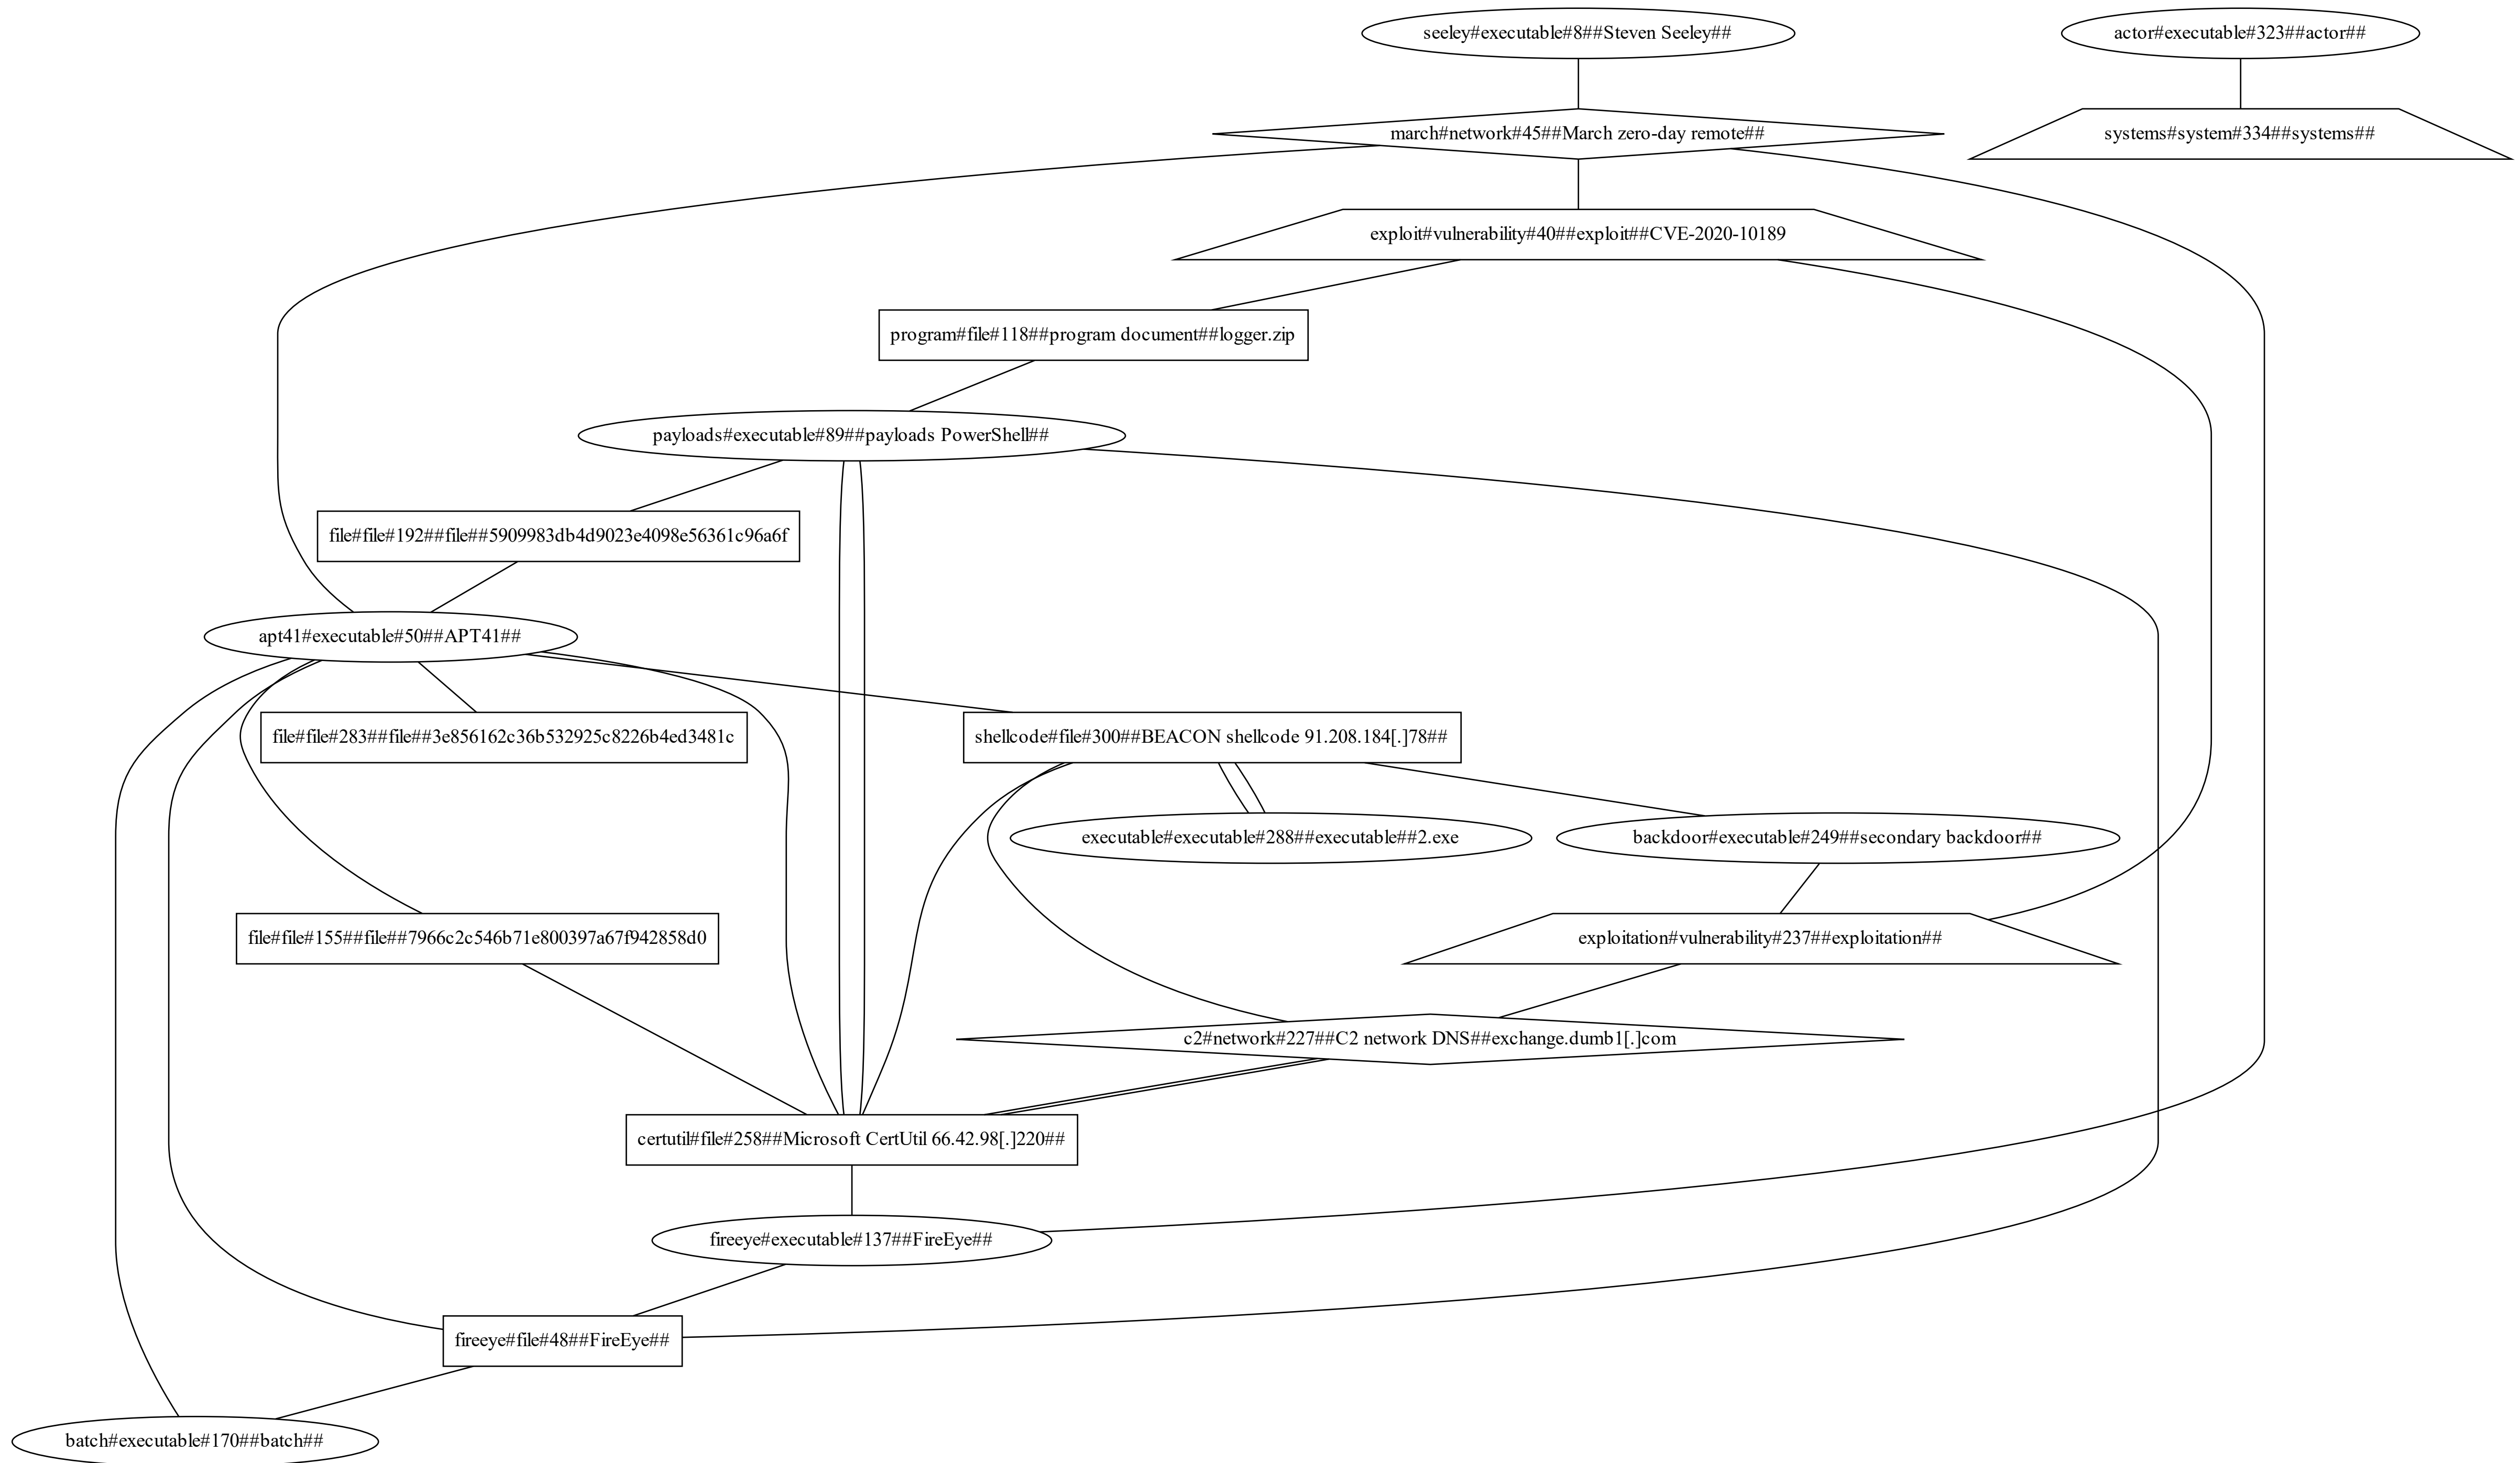 seeley#executable#8##Steven Seeley##
actor#executable#323##actor##
march#network#45##March zero-day remote##
systems#system#334##systems##
exploit#vulnerability#40##exploit##CVE-2020-10189
program#file#118##program document##logger.zip
payloads#executable#89##payloads PowerShell##
file#file#192##file##5909983db4d9023e4098e56361c96a6f
apt41#executable#50##APT41##
file#file#283##file##3e856162c36b532925c8226b4ed3481c
shellcode#file#300##BEACON shellcode 91.208.184[.]78##
executable#executable#288##executable##2.exe
backdoor#executable#249##secondary backdoor##
file#file#155##file##7966c2c546b71e800397a67f942858d0
exploitation#vulnerability#237##exploitation##
c2#network#227##C2 network DNS##exchange.dumb1[.]com
certutil#file#258##Microsoft CertUtil 66.42.98[.]220##
fireeye#executable#137##FireEye##
fireeye#file#48##FireEye##
batch#executable#170##batch##